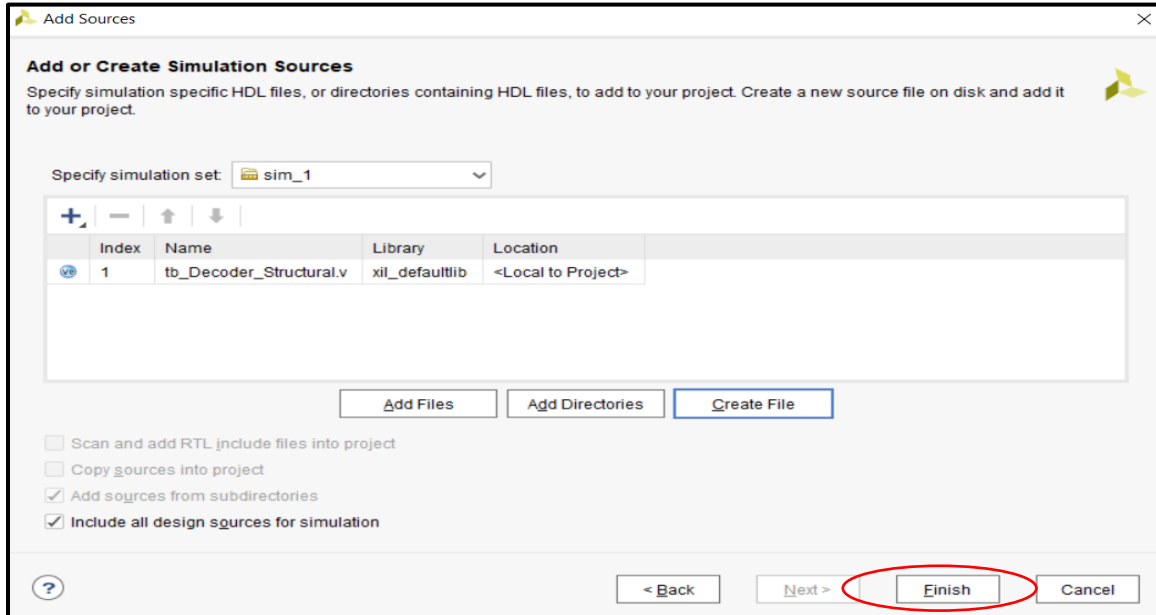 Add Sources
Add or Create Simulation Sources
Specify simulation specific HDL files, or directories containing HDL files, to add to your project. Create a new source file on disk and add it
to your project.
Specify simulation set: sim_1
Index Name Library Location
ve 1 tb_Decoder_Structural.v xil_defaultlib <Local to Project>
Add Files Add Directories Create File
Scan and add RTL include files into project
Copy sources into project
Add sources from subdirectories
Include all design sources for simulation
? < Back Next > Finish Cancel